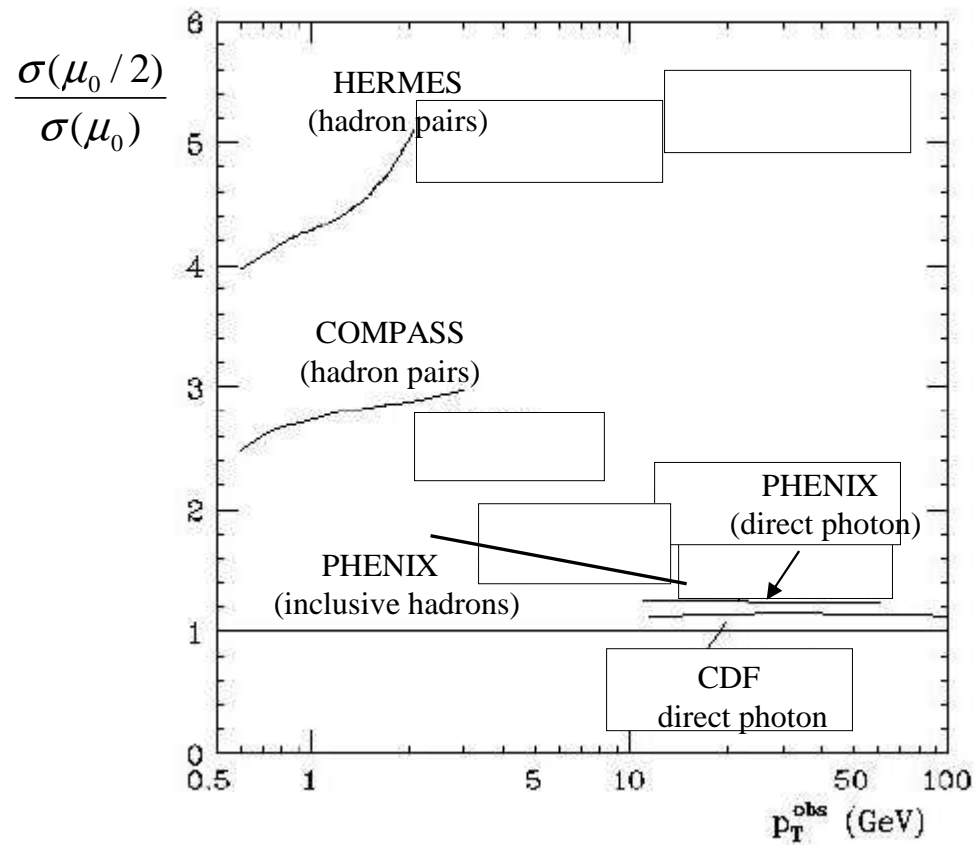 σ(μ₀ / 2)
σ(μ₀)
6
5
4
3
2
1
0
HERMES
(hadron pairs)
COMPASS
(hadron pairs)
PHENIX
(direct photon)
PHENIX
(inclusive hadrons)
CDF
direct photon
0.5 1 5 10 50 100
p_T^obs (GeV)